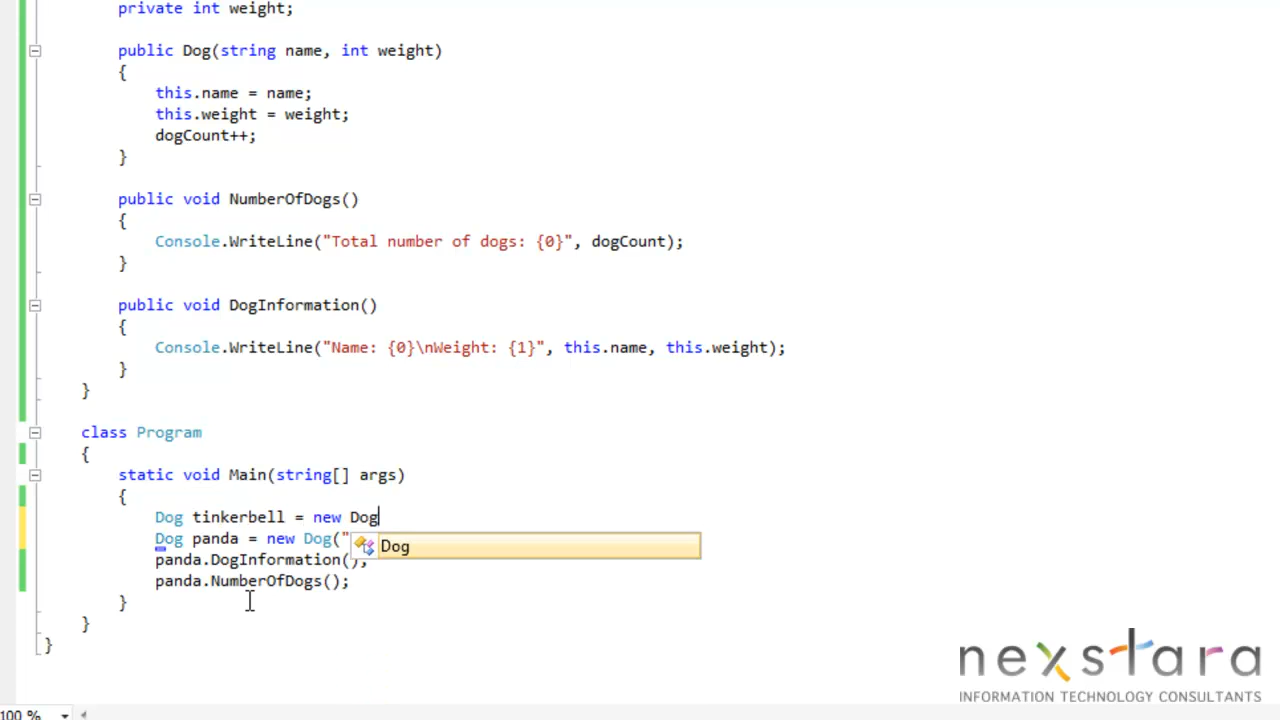 private int weight;
public Dog(string name, int weight)
{
this.name = name;
this.weight = weight;
dogCount++;
}
public void NumberOfDogs()
{
Console.WriteLine("Total number of dogs: {0}", dogCount);
}
public void DogInformation()
{
Console.WriteLine("Name: {0}\nWeight: {1}", this.name, this.weight);
}
}
class Program
{
static void Main(string[] args)
{
Dog tinkerbell = new Dog
Dog panda = new Dog("
Dog
panda.DogInformation();
panda.NumberOfDogs();
}
}
}
nexstara
INFORMATION TECHNOLOGY CONSULTANTS
100 %